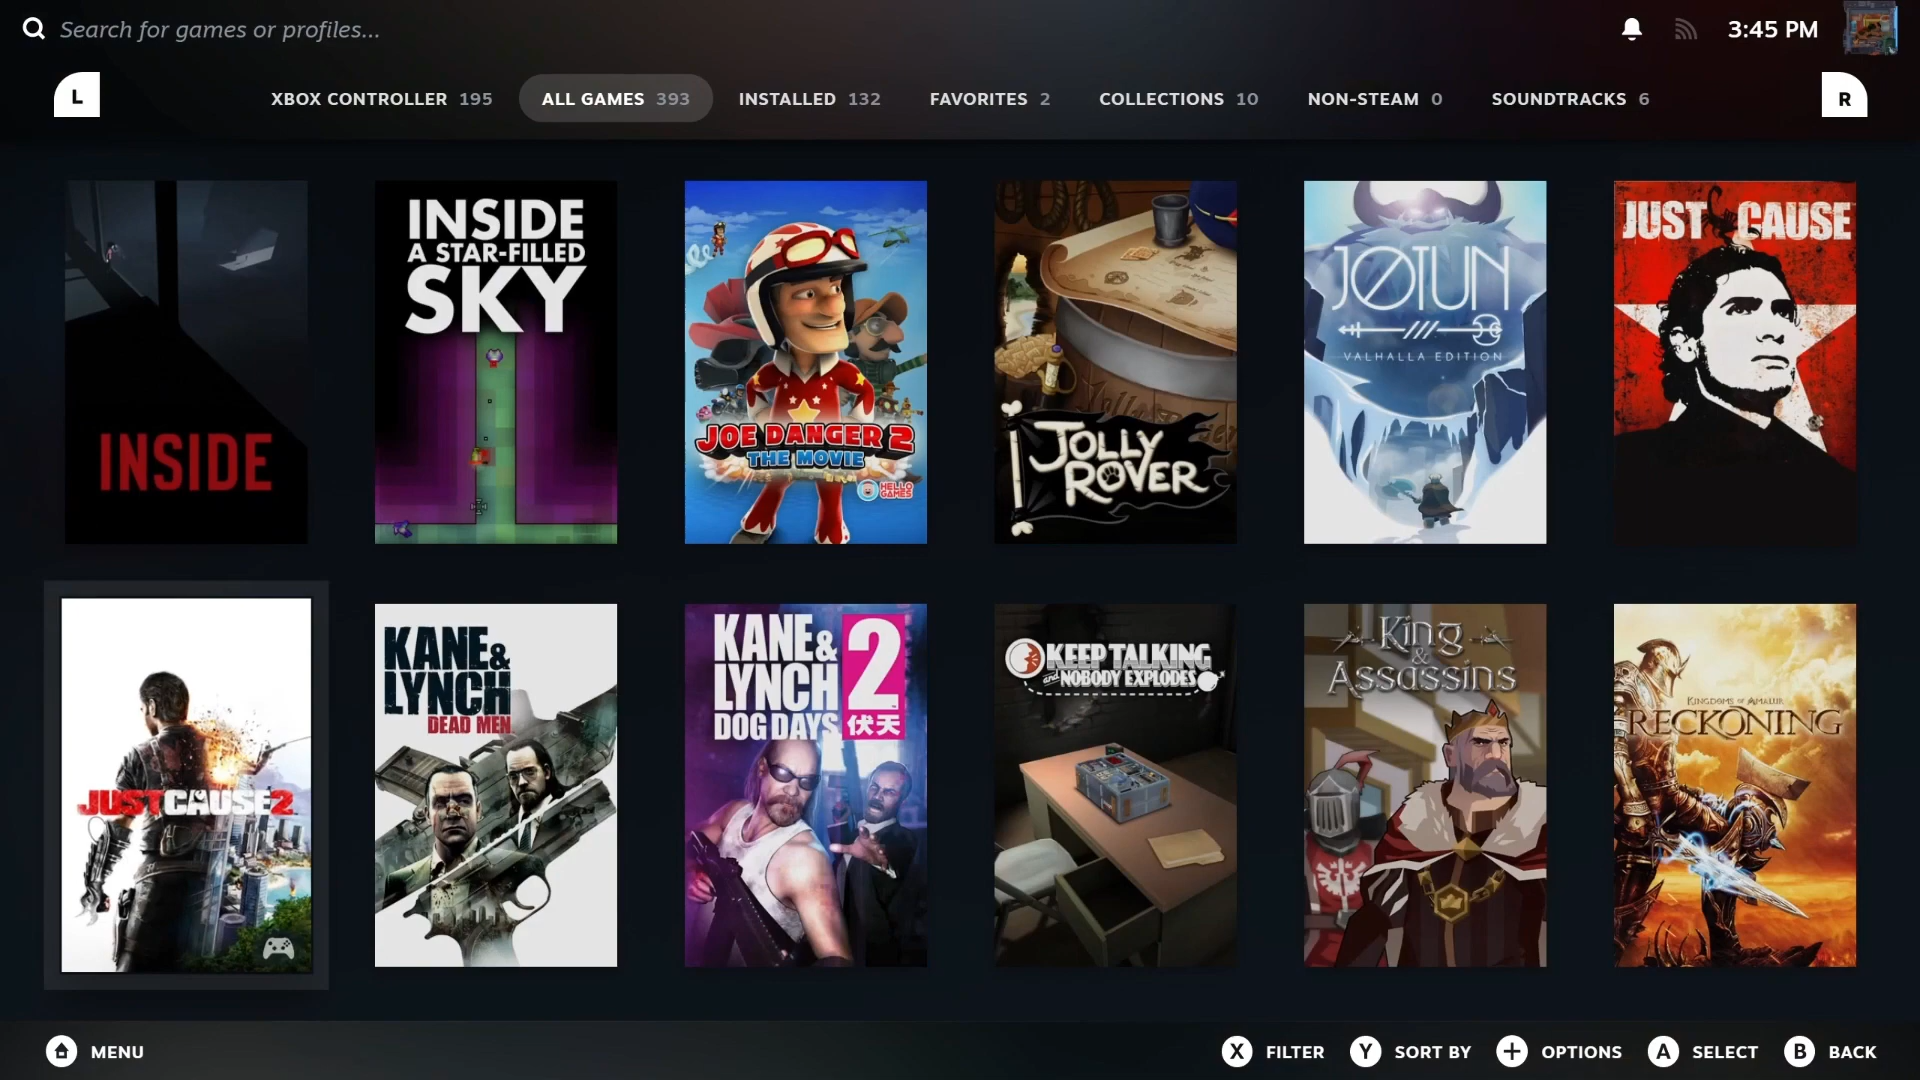 Search for games or profiles...
3:45 PM
L
XBOX CONTROLLER 195
ALL GAMES 393
INSTALLED 132
FAVORITES 2
COLLECTIONS 10
NON-STEAM 0
SOUNDTRACKS 6
R
INSIDE
INSIDE
A STAR-FILLED
SKY
JOE DANGER 2
THE MOVIE
HELLO
GAMES
JOLLY
ROVER
JØTUN
VALHALLA EDITION
JUST CAUSE
JUST CAUSE 2
KANE &
LYNCH
DEAD MEN
KANE &
LYNCH 2
DOG DAYS 伏天
KEEP TALKING
and NOBODY EXPLODES
King
&
Assassins
KINGDOMS OF AMALUR
RECKONING
MENU
X FILTER
Y SORT BY
+ OPTIONS
A SELECT
B BACK